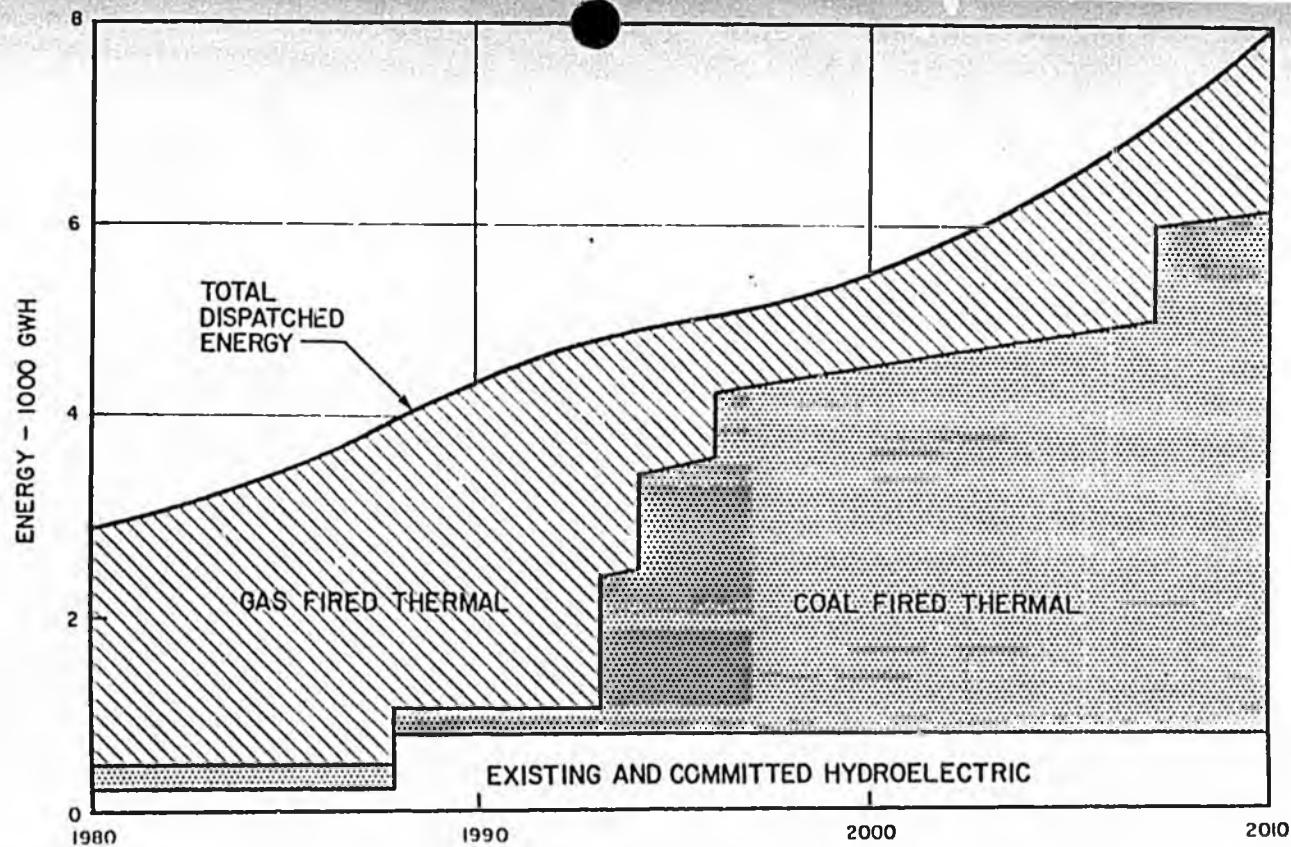 8
6
TOTAL
DISPATCHED
ENERGY
ENERGY - 1000 GWH
4
GAS FIRED THERMAL
COAL FIRED THERMAL
2
EXISTING AND COMMITTED HYDROELECTRIC
0
1980
1990
2000
2010